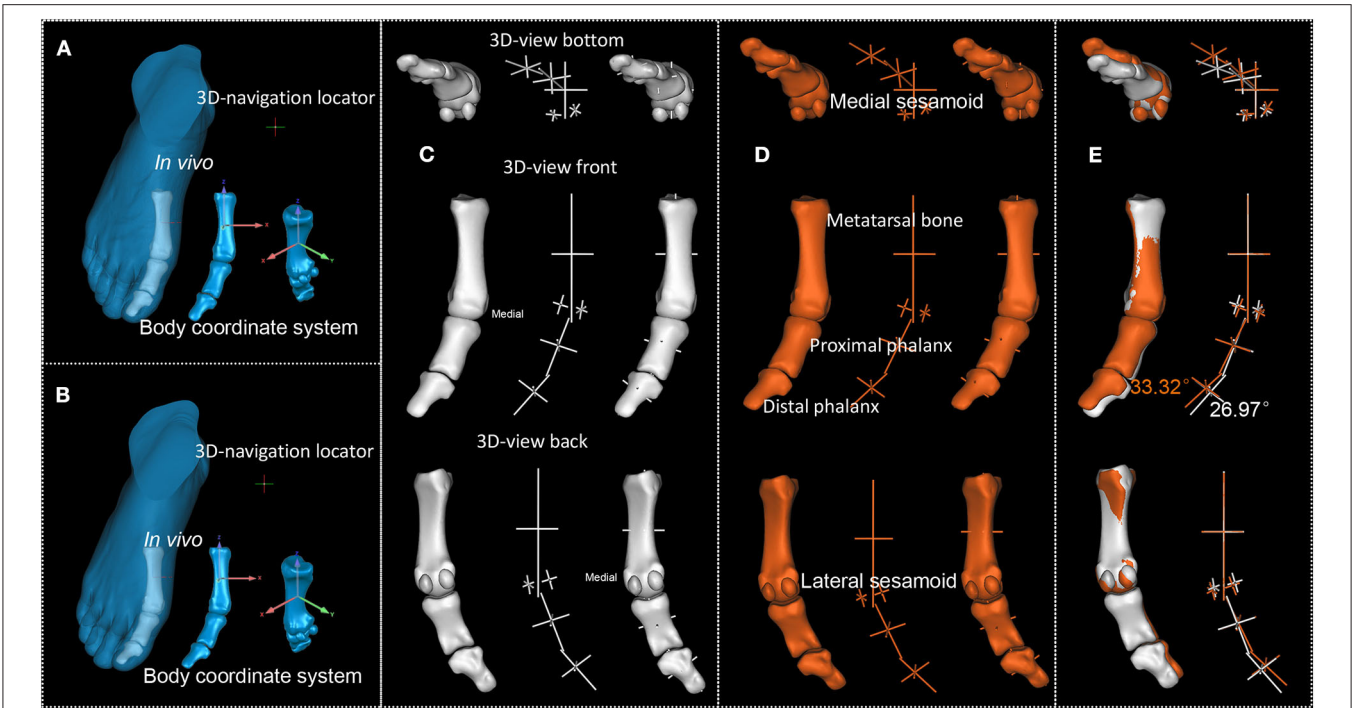 A
3D-navigation locator
In vivo
Z
X
Z
X
Y
Body coordinate system
B
3D-navigation locator
In vivo
Z
X
Z
X
Y
Body coordinate system
3D-view bottom
C
3D-view front
Medial
3D-view back
Medial
Medial sesamoid
D
Metatarsal bone
Proximal phalanx
Distal phalanx
Lateral sesamoid
E
33.32°
26.97°